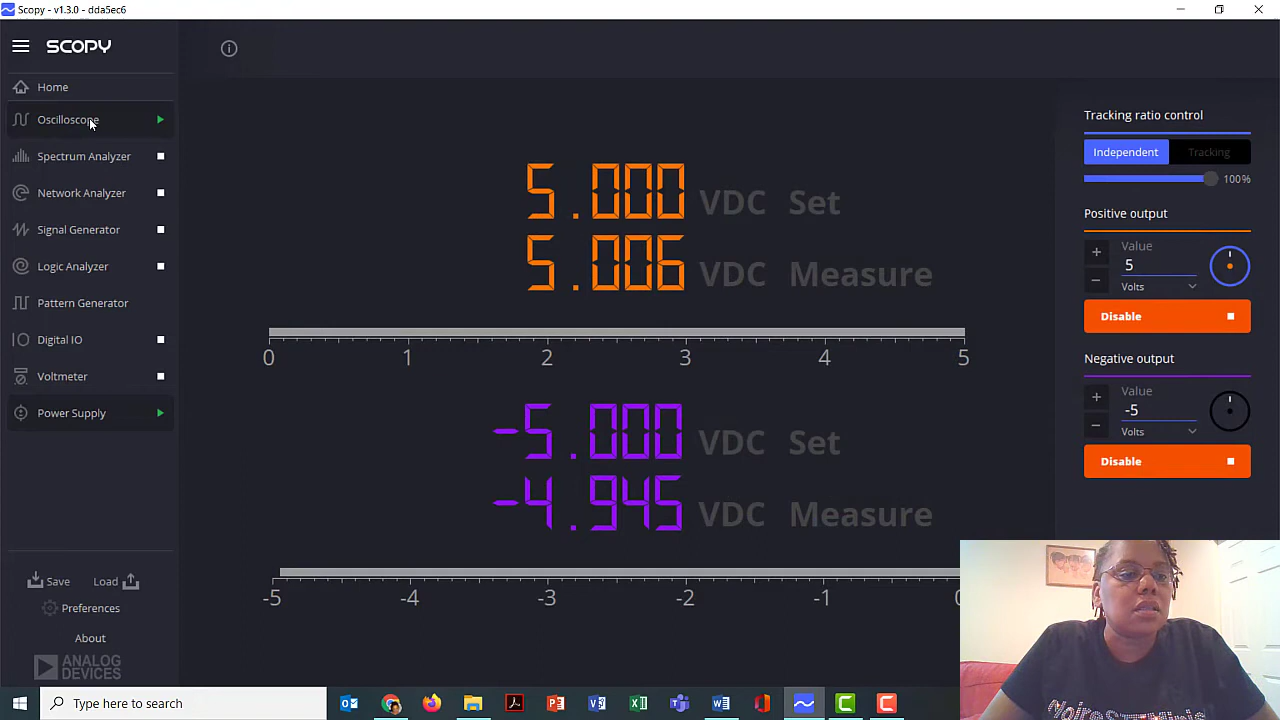 Scopy - v1.3.0 - dda5ec6
SCOPY
Home
Oscilloscope
Spectrum Analyzer
Network Analyzer
Signal Generator
Logic Analyzer
Pattern Generator
Digital IO
Voltmeter
Power Supply
Save
Load
Preferences
About
ANALOG
DEVICES
5.000 VDC Set
5.006 VDC Measure
0 1 2 3 4 5
-5.000 VDC Set
-4.945 VDC Measure
-5 -4 -3 -2 -1
Tracking ratio control
Independent Tracking
100%
Positive output
+ Value
5
- Volts
Disable
Negative output
+ Value
-5
- Volts
Disable
Type here to search